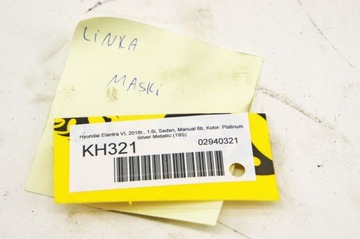 LINKA
MASKI
Hyundai Elantra VI, 2018r., 1.6i, Sedan, Manual 6b, Kolor: Platinum
Silver Metallic (T8S)
KH321
02940321